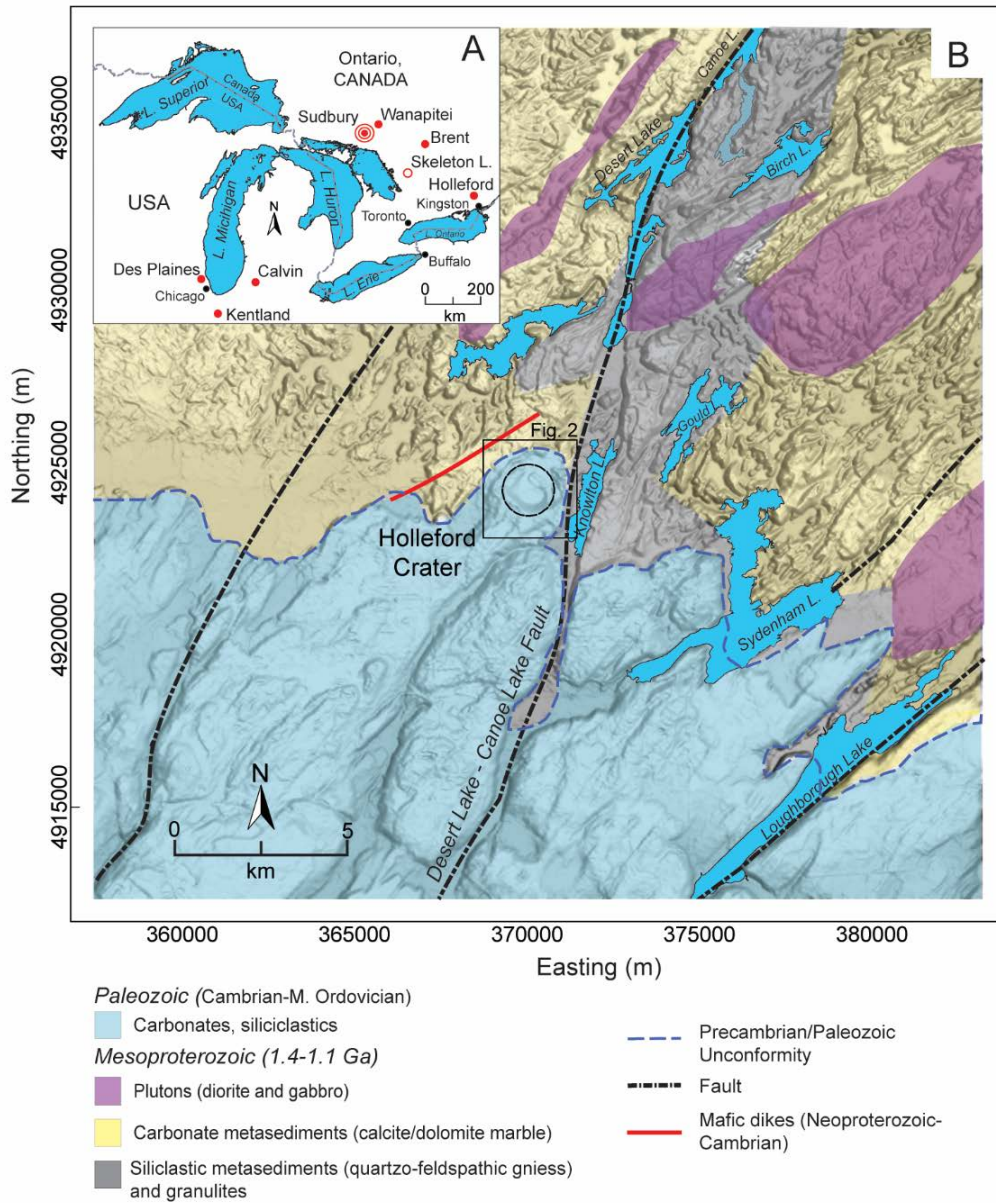 A
B
Ontario,
CANADA
L. Superior
Canada
USA
Sudbury
Wanapitei
Brent
Skeleton L.
Holleford
Kingston
USA
N
L. Micihigan
L. Huron
Toronto
L. Ontario
Buffalo
L. Erie
Des Plaines
Chicago
Calvin
Kentland
0 200
km
Canoe L.
Desert Lake
Birch L.
Gould
Fig. 2
Knowlton L.
Holleford
Crater
Sydenham L.
Desert Lake - Canoe Lake Fault
Loughborough Lake
N
0 5
km
Northing (m)
4935000
4930000
4925000
4920000
4915000
360000 365000 370000 375000 380000
Easting (m)
Paleozoic (Cambrian-M. Ordovician)
Carbonates, siliciclastics
Mesoproterozoic (1.4-1.1 Ga)
Plutons (diorite and gabbro)
Carbonate metasediments (calcite/dolomite marble)
Siliclastic metasediments (quartzo-feldspathic gniess)
and granulites
Precambrian/Paleozoic
Unconformity
Fault
Mafic dikes (Neoproterozoic-
Cambrian)